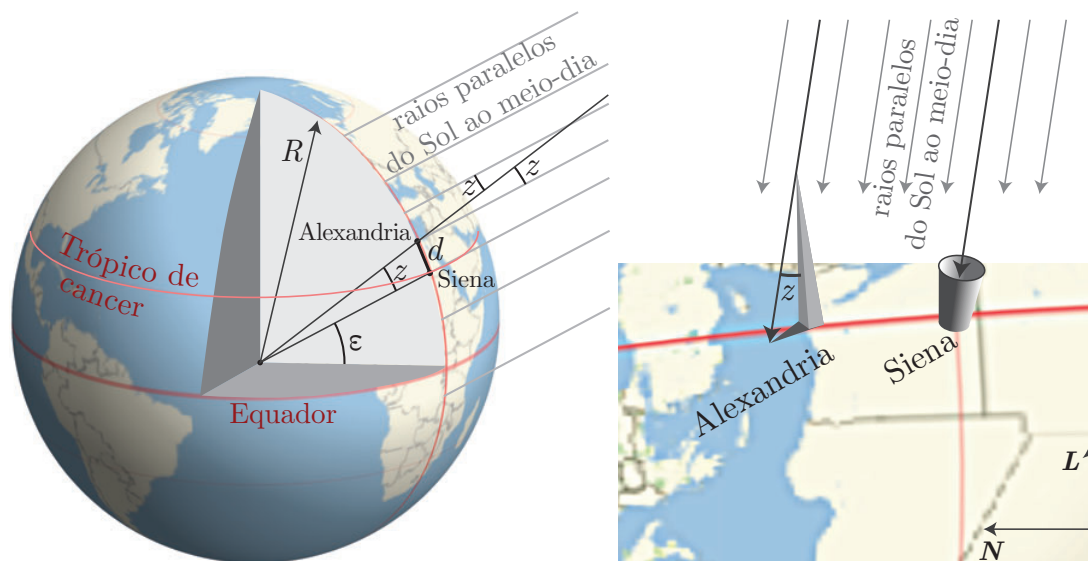 raios paralelos
do Sol ao meio-dia
R
z
z
Alexandria
d
z
Siena
Trópico de
cancer
ε
Equador
raios paralelos
do Sol ao meio-dia
z
Alexandria
Siena
L
N